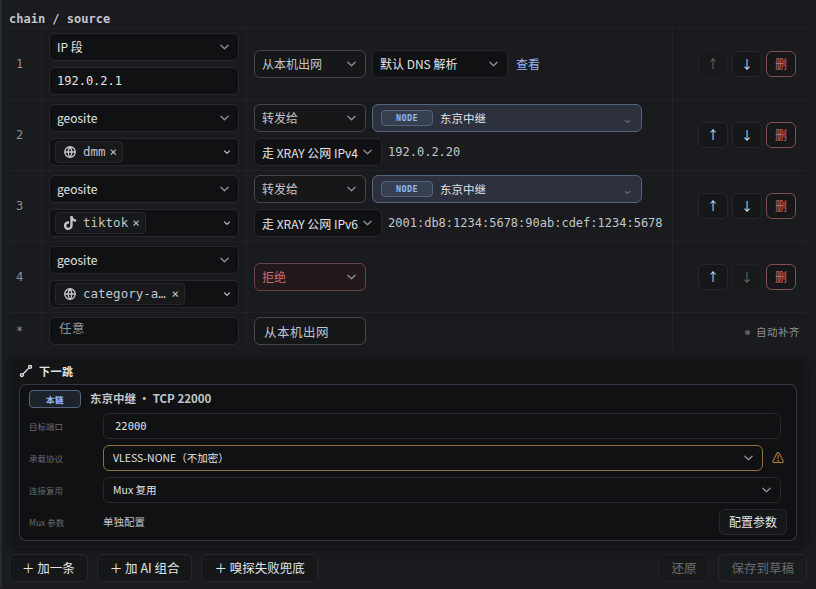 chain / source
1
IP 段
192.0.2.1
从本机出网
默认 DNS 解析
查看
↑ ↓ 删
2
geosite
dmm ×
转发给
NODE 东京中继
走 XRAY 公网 IPv4
192.0.2.20
↑ ↓ 删
3
geosite
tiktok ×
转发给
NODE 东京中继
走 XRAY 公网 IPv6
2001:db8:1234:5678:90ab:cdef:1234:5678
↑ ↓ 删
4
geosite
category-a… ×
拒绝
↑ ↓ 删
*
任意
从本机出网
自动补齐
下一跳
本链 东京中继 · TCP 22000
目标端口 22000
承载协议 VLESS-NONE（不加密）
连接复用 Mux 复用
Mux 参数 单独配置 配置参数
＋ 加一条 ＋ 加 AI 组合 ＋ 嗅探失败兜底 还原 保存到草稿